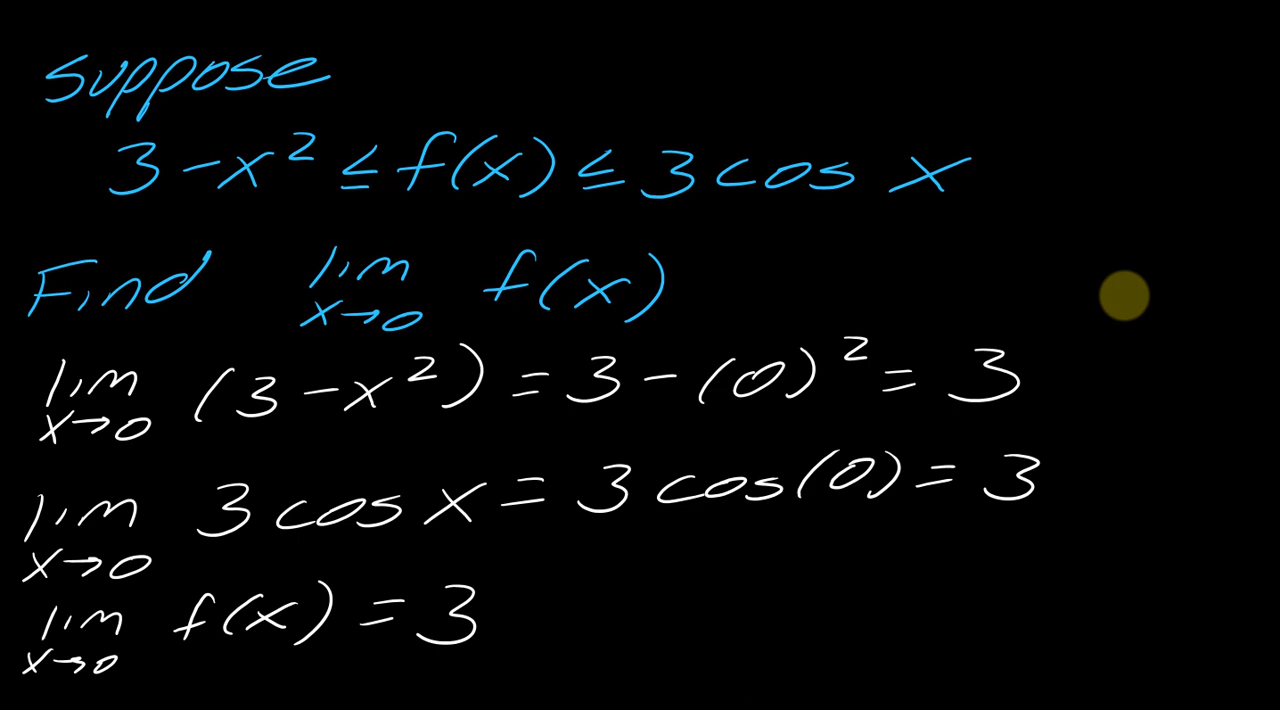 suppose
3-x² ≤ f(x) ≤ 3 cos x
Find lim x→0 f(x)
lim x→0 (3-x²) = 3-(0)² = 3
lim x→0 3 cos x = 3 cos(0) = 3
lim x→0 f(x) = 3